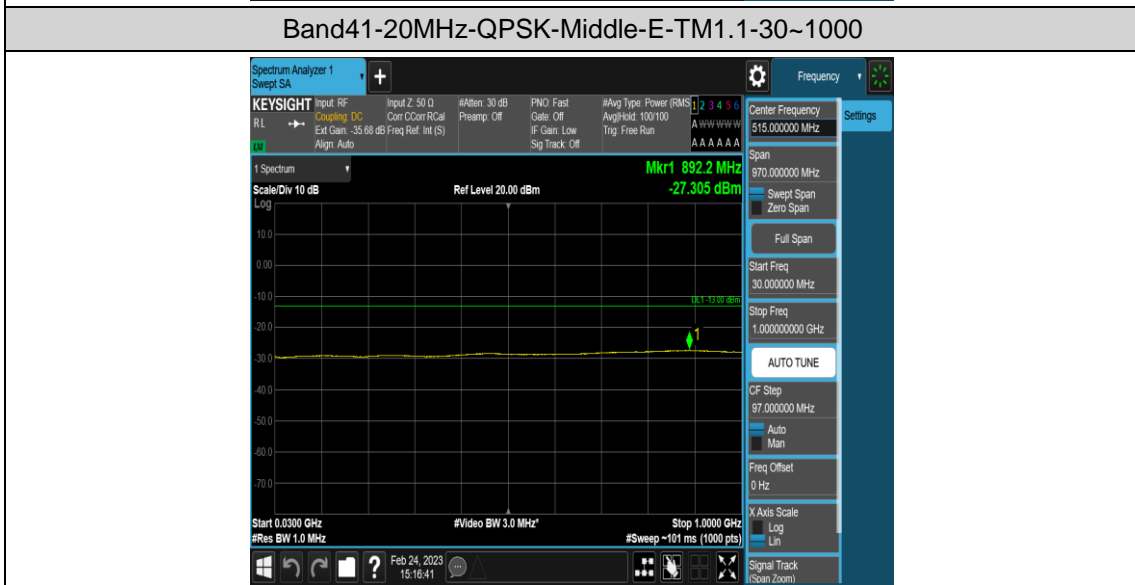 Band41-20MHz-QPSK-Middle-E-TM1.1-30~1000
Spectrum Analyzer 1
Swept SA
Frequency
KEYSIGHT
RL
LXI
Input: RF
Coupling: DC
Ext Gain: -35.68 dB
Align: Auto
Input Z: 50 Ω
Corr CCorr RCal
Freq Ref: Int (S)
#Atten: 30 dB
Preamp: Off
PNO: Fast
Gate: Off
IF Gain: Low
Sig Track: Off
#Avg Type: Power (RMS
Avg|Hold: 100/100
Trig: Free Run
1 2 3 4 5 6
A W W W W W
A A A A A A
1 Spectrum
Mkr1 892.2 MHz
Scale/Div 10 dB
Ref Level 20.00 dBm
-27.305 dBm
Log
10.0
0.00
-10.0
DL1 -13.00 dBm
-20.0
1
-30.0
-40.0
-50.0
-60.0
-70.0
Start 0.0300 GHz
#Video BW 3.0 MHz*
Stop 1.0000 GHz
#Res BW 1.0 MHz
#Sweep ~101 ms (1000 pts)
Feb 24, 2023
15:16:41
Center Frequency
515.000000 MHz
Settings
Span
970.000000 MHz
Swept Span
Zero Span
Full Span
Start Freq
30.000000 MHz
Stop Freq
1.000000000 GHz
AUTO TUNE
CF Step
97.000000 MHz
Auto
Man
Freq Offset
0 Hz
X Axis Scale
Log
Lin
Signal Track
(Span Zoom)